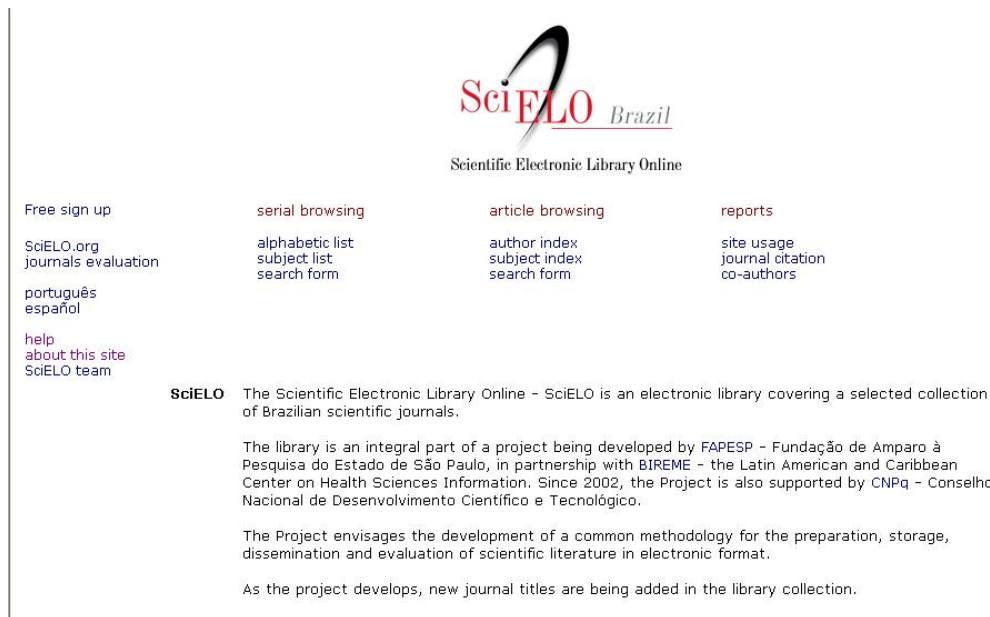 SciELO Brazil
Scientific Electronic Library Online
Free sign up
SciELO.org
journals evaluation
português
español
help
about this site
SciELO team
serial browsing
alphabetic list
subject list
search form
article browsing
author index
subject index
search form
reports
site usage
journal citation
co-authors
SciELO The Scientific Electronic Library Online - SciELO is an electronic library covering a selected collection
of Brazilian scientific journals.
The library is an integral part of a project being developed by FAPESP - Fundação de Amparo à
Pesquisa do Estado de São Paulo, in partnership with BIREME - the Latin American and Caribbean
Center on Health Sciences Information. Since 2002, the Project is also supported by CNPq - Conselho
Nacional de Desenvolvimento Científico e Tecnológico.
The Project envisages the development of a common methodology for the preparation, storage,
dissemination and evaluation of scientific literature in electronic format.
As the project develops, new journal titles are being added in the library collection.